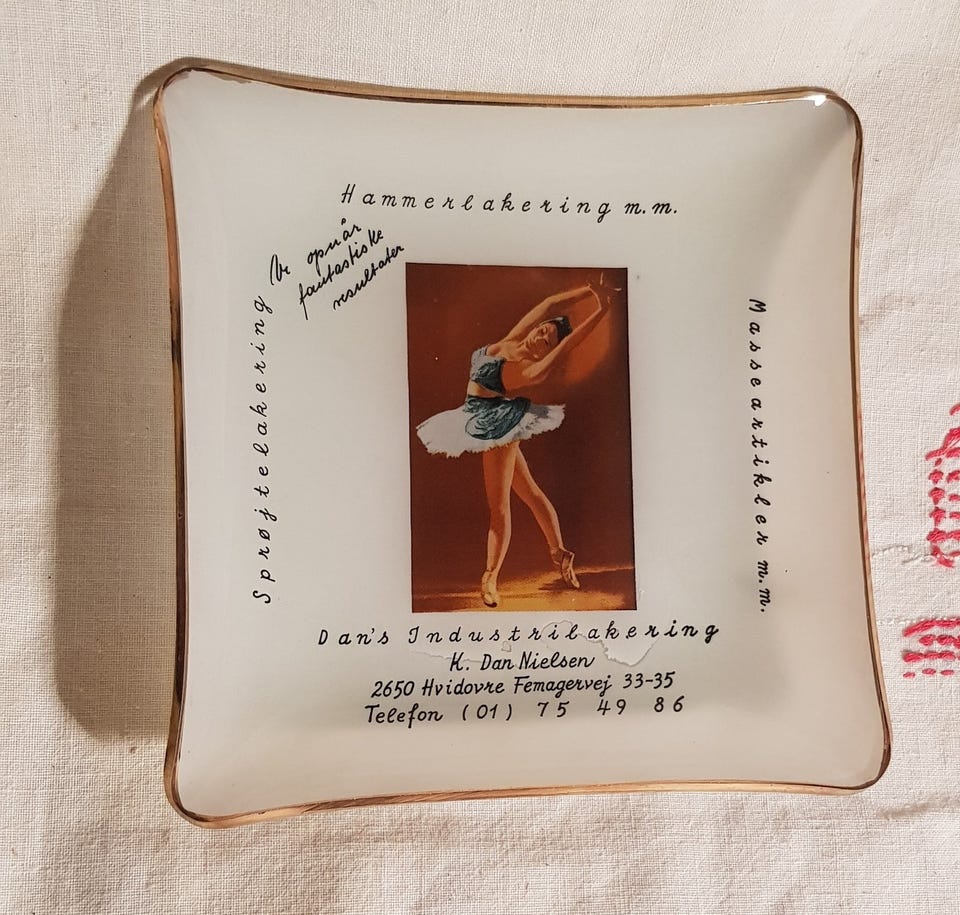 Hammerlakering m.m.
Vi opnår
fantastiske
resultater
Sprøjtelakering
Masseartikler m.m.
Dan's Industrilakering
K. Dan Nielsen
2650 Hvidovre Femagervej 33-35
Telefon (01) 75 49 86